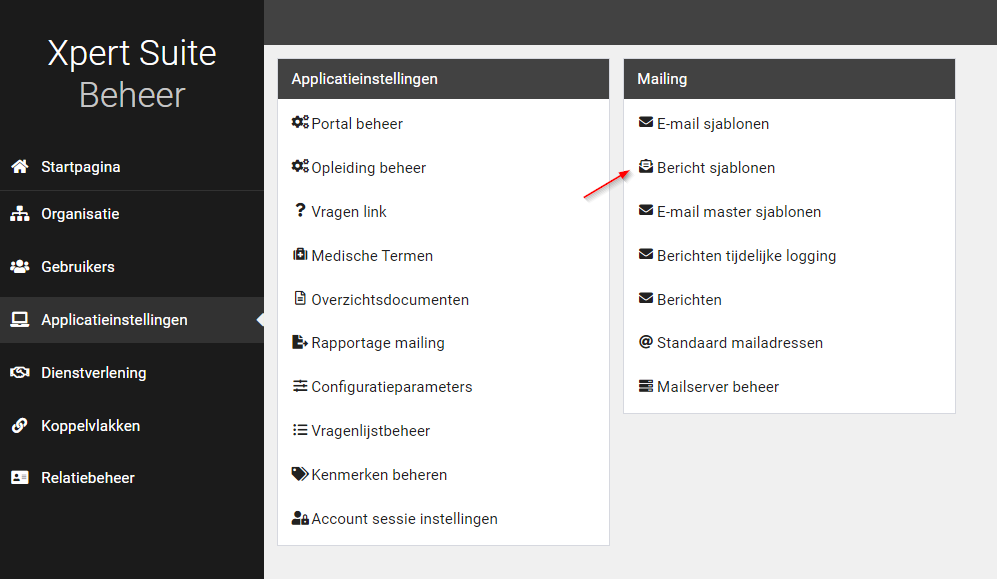 Xpert Suite
Beheer
Startpagina
Organisatie
Gebruikers
Applicatieinstellingen
Dienstverlening
Koppelvlakken
Relatiebeheer
Applicatieinstellingen
Portal beheer
Opleiding beheer
Vragen link
Medische Termen
Overzichtsdocumenten
Rapportage mailing
Configuratieparameters
Vragenlijstbeheer
Kenmerken beheren
Account sessie instellingen
Mailing
E-mail sjablonen
Bericht sjablonen
E-mail master sjablonen
Berichten tijdelijke logging
Berichten
Standaard mailadressen
Mailserver beheer